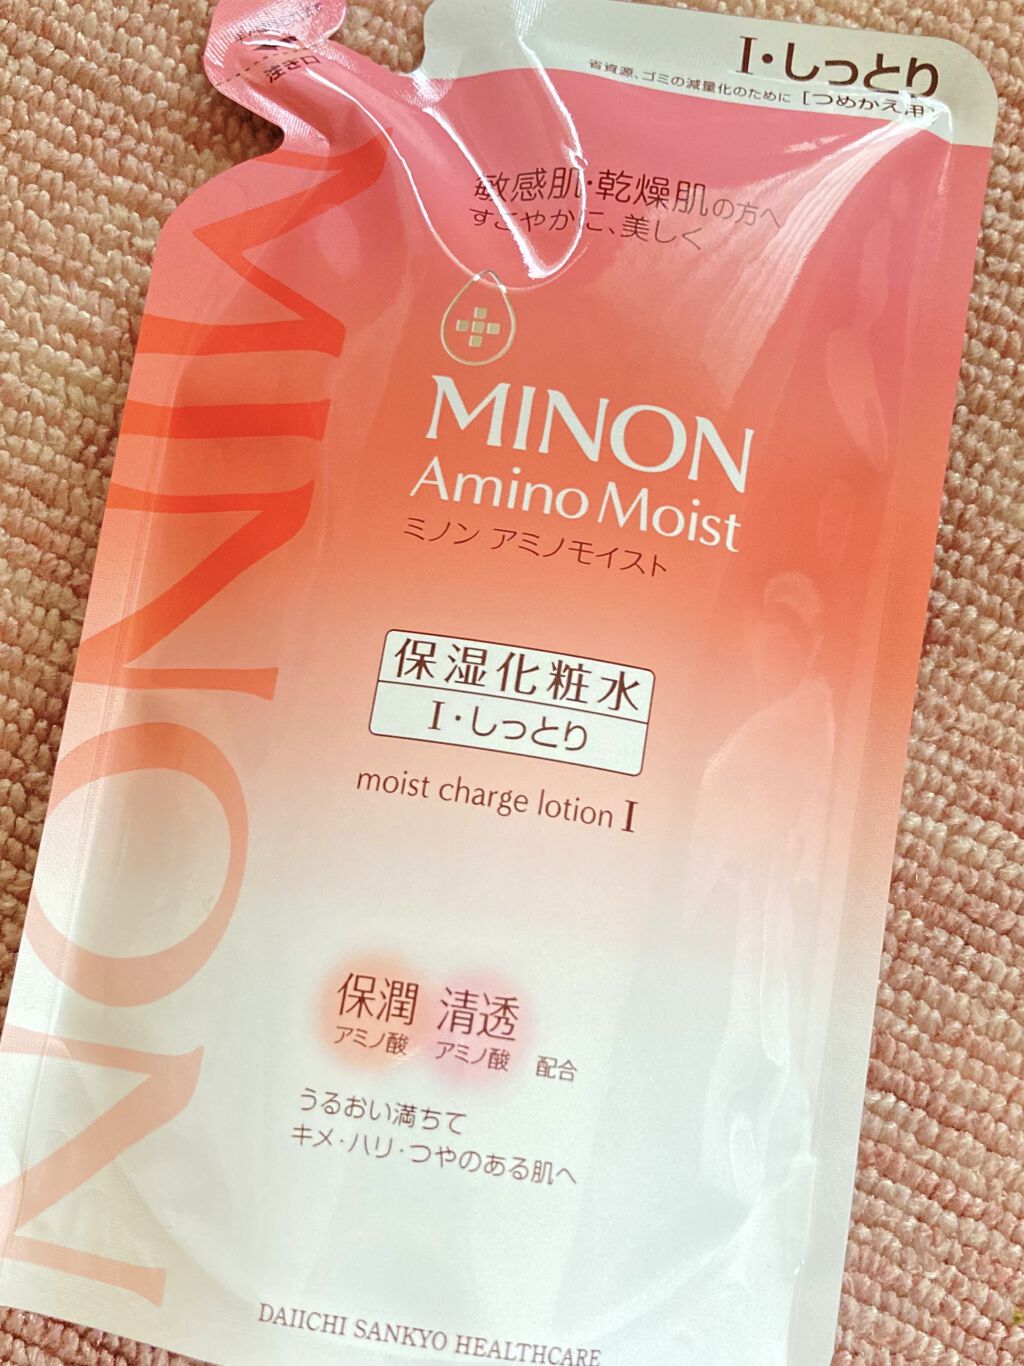 注ぎ口
I・しっとり
省資源、ゴミの減量化のために [つめかえ用]
敏感肌・乾燥肌の方へ
すこやかに、美しく
MINON
Amino Moist
ミノン アミノモイスト
保湿化粧水
I・しっとり
moist charge lotion I
保潤 清透
アミノ酸 アミノ酸 配合
うるおい満ちて
キメ・ハリ・つやのある肌へ
DAIICHI SANKYO HEALTHCARE
MINON